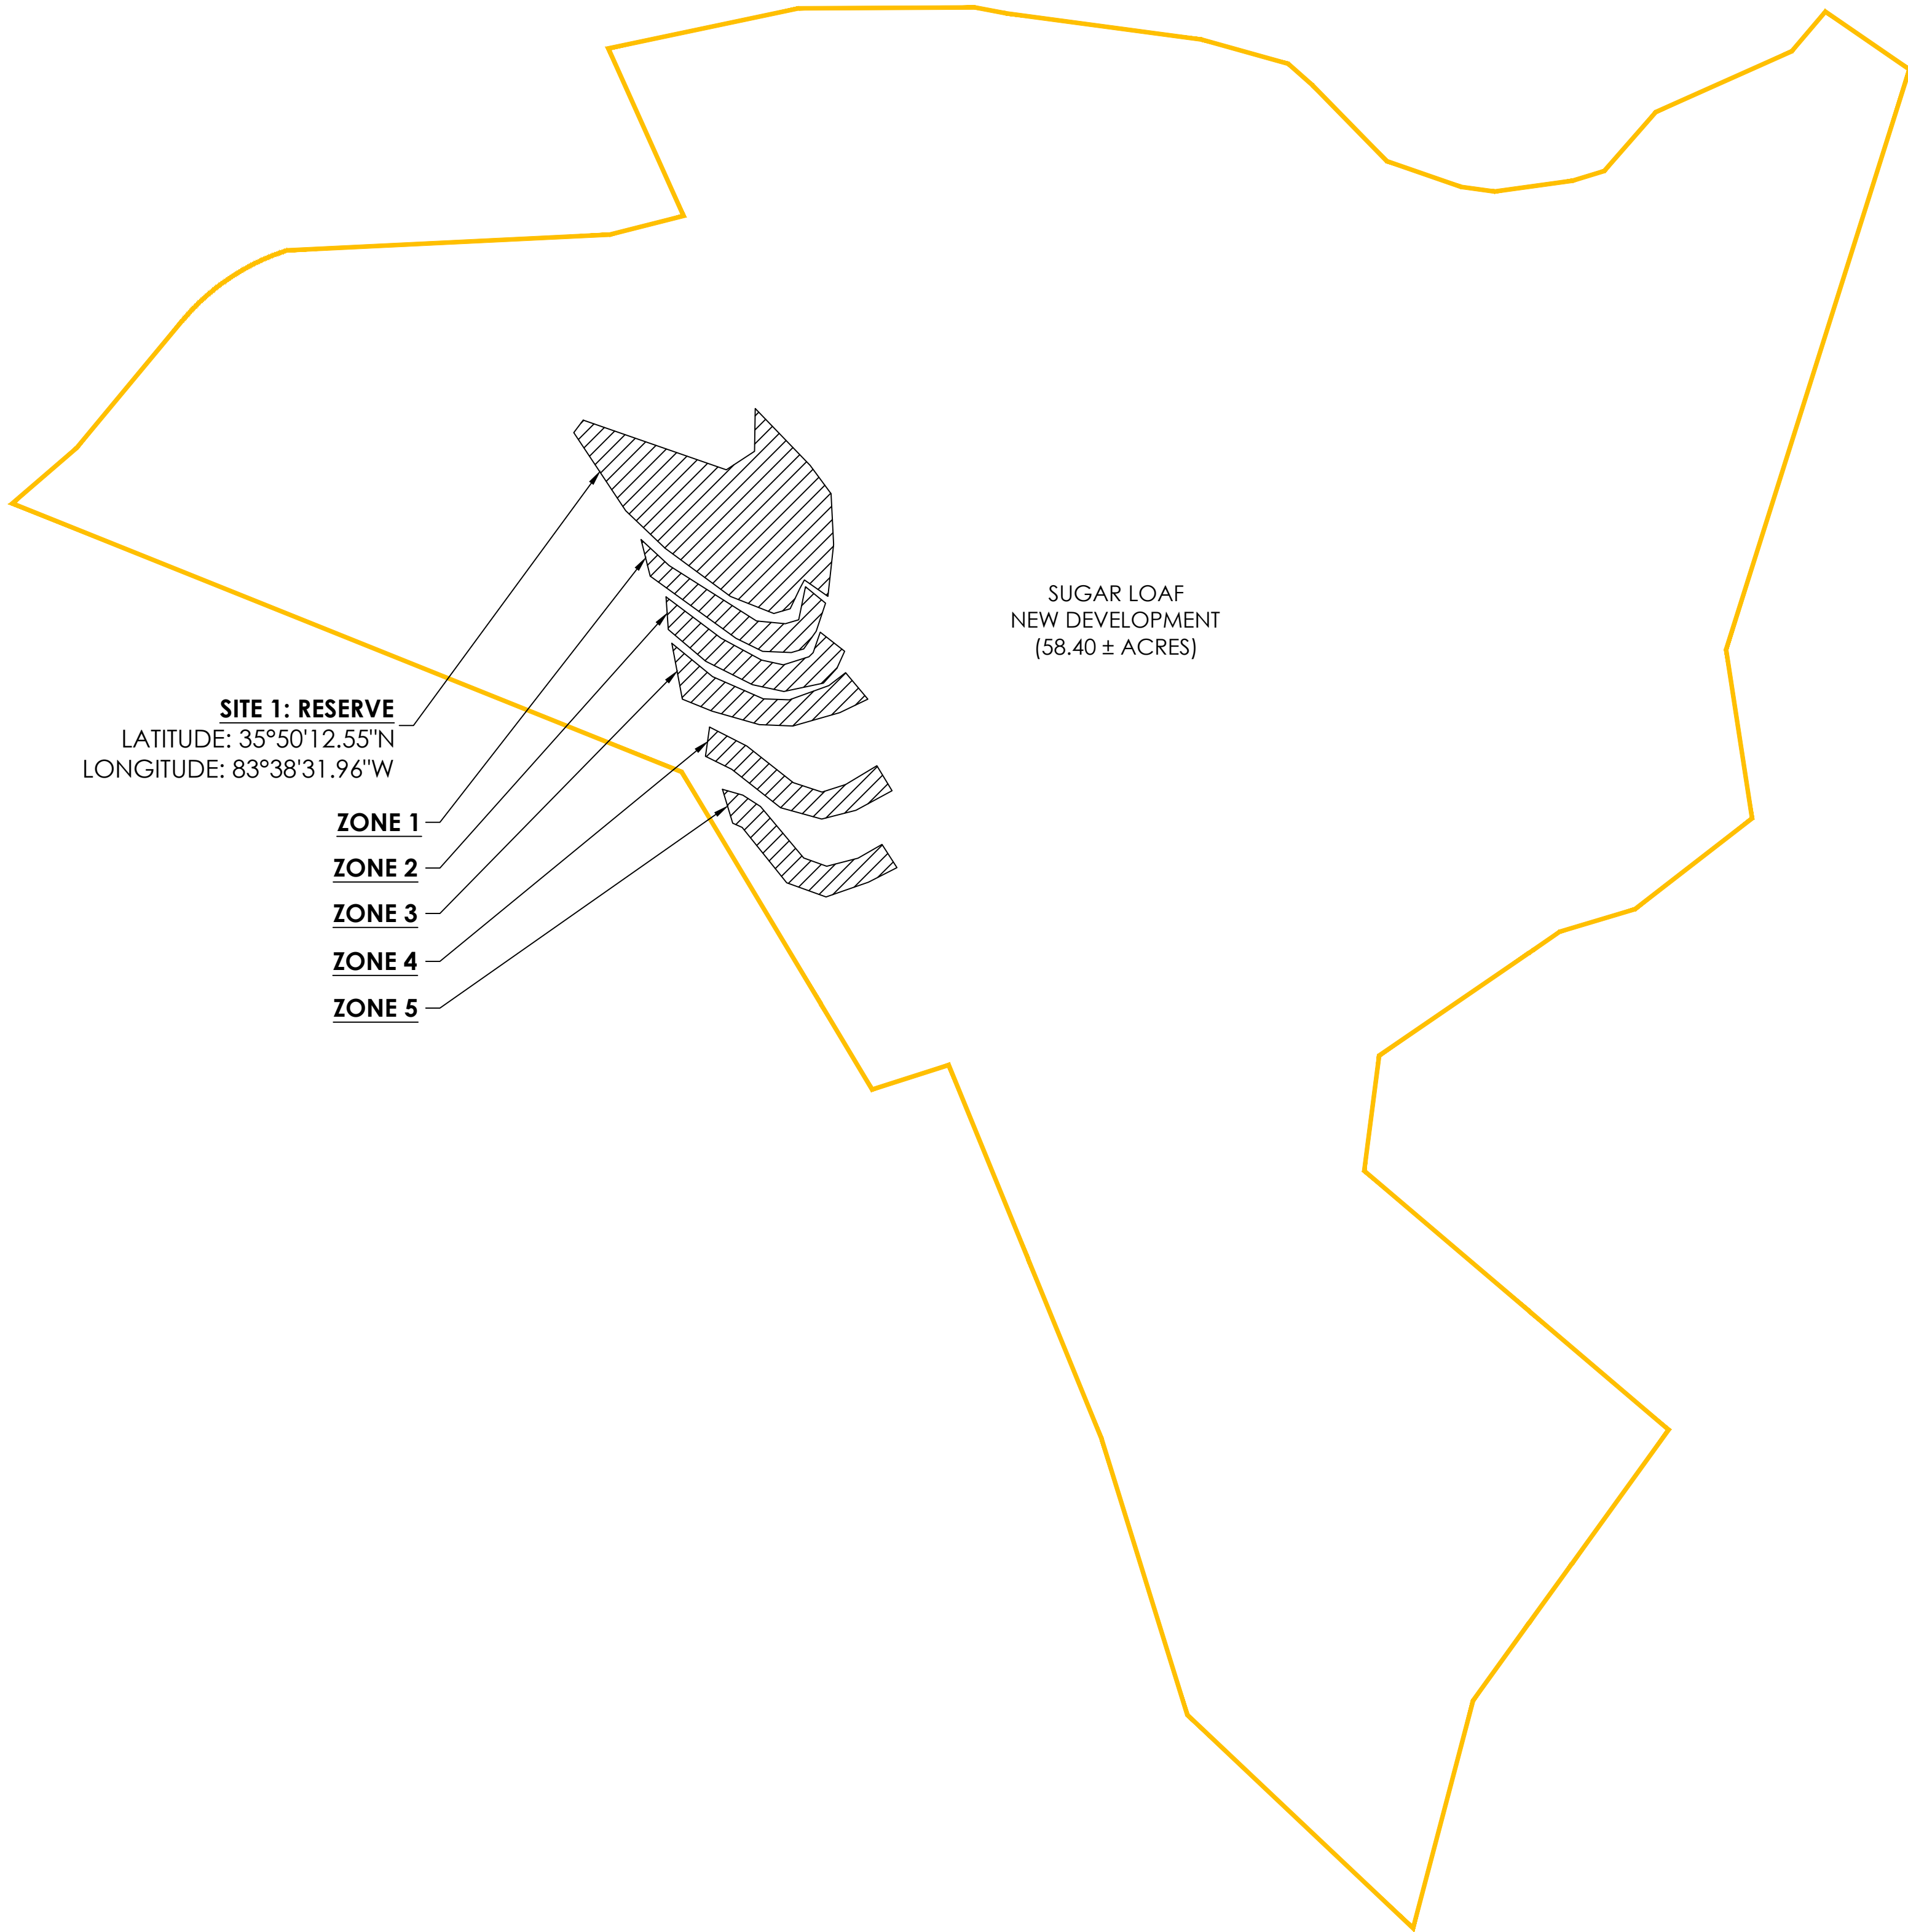 SUGAR LOAF
NEW DEVELOPMENT
(58.40 ± ACRES)
SITE 1: RESERVE
LATITUDE: 35°50'12.55"N
LONGITUDE: 83°38'31.96"W
ZONE 1
ZONE 2
ZONE 3
ZONE 4
ZONE 5